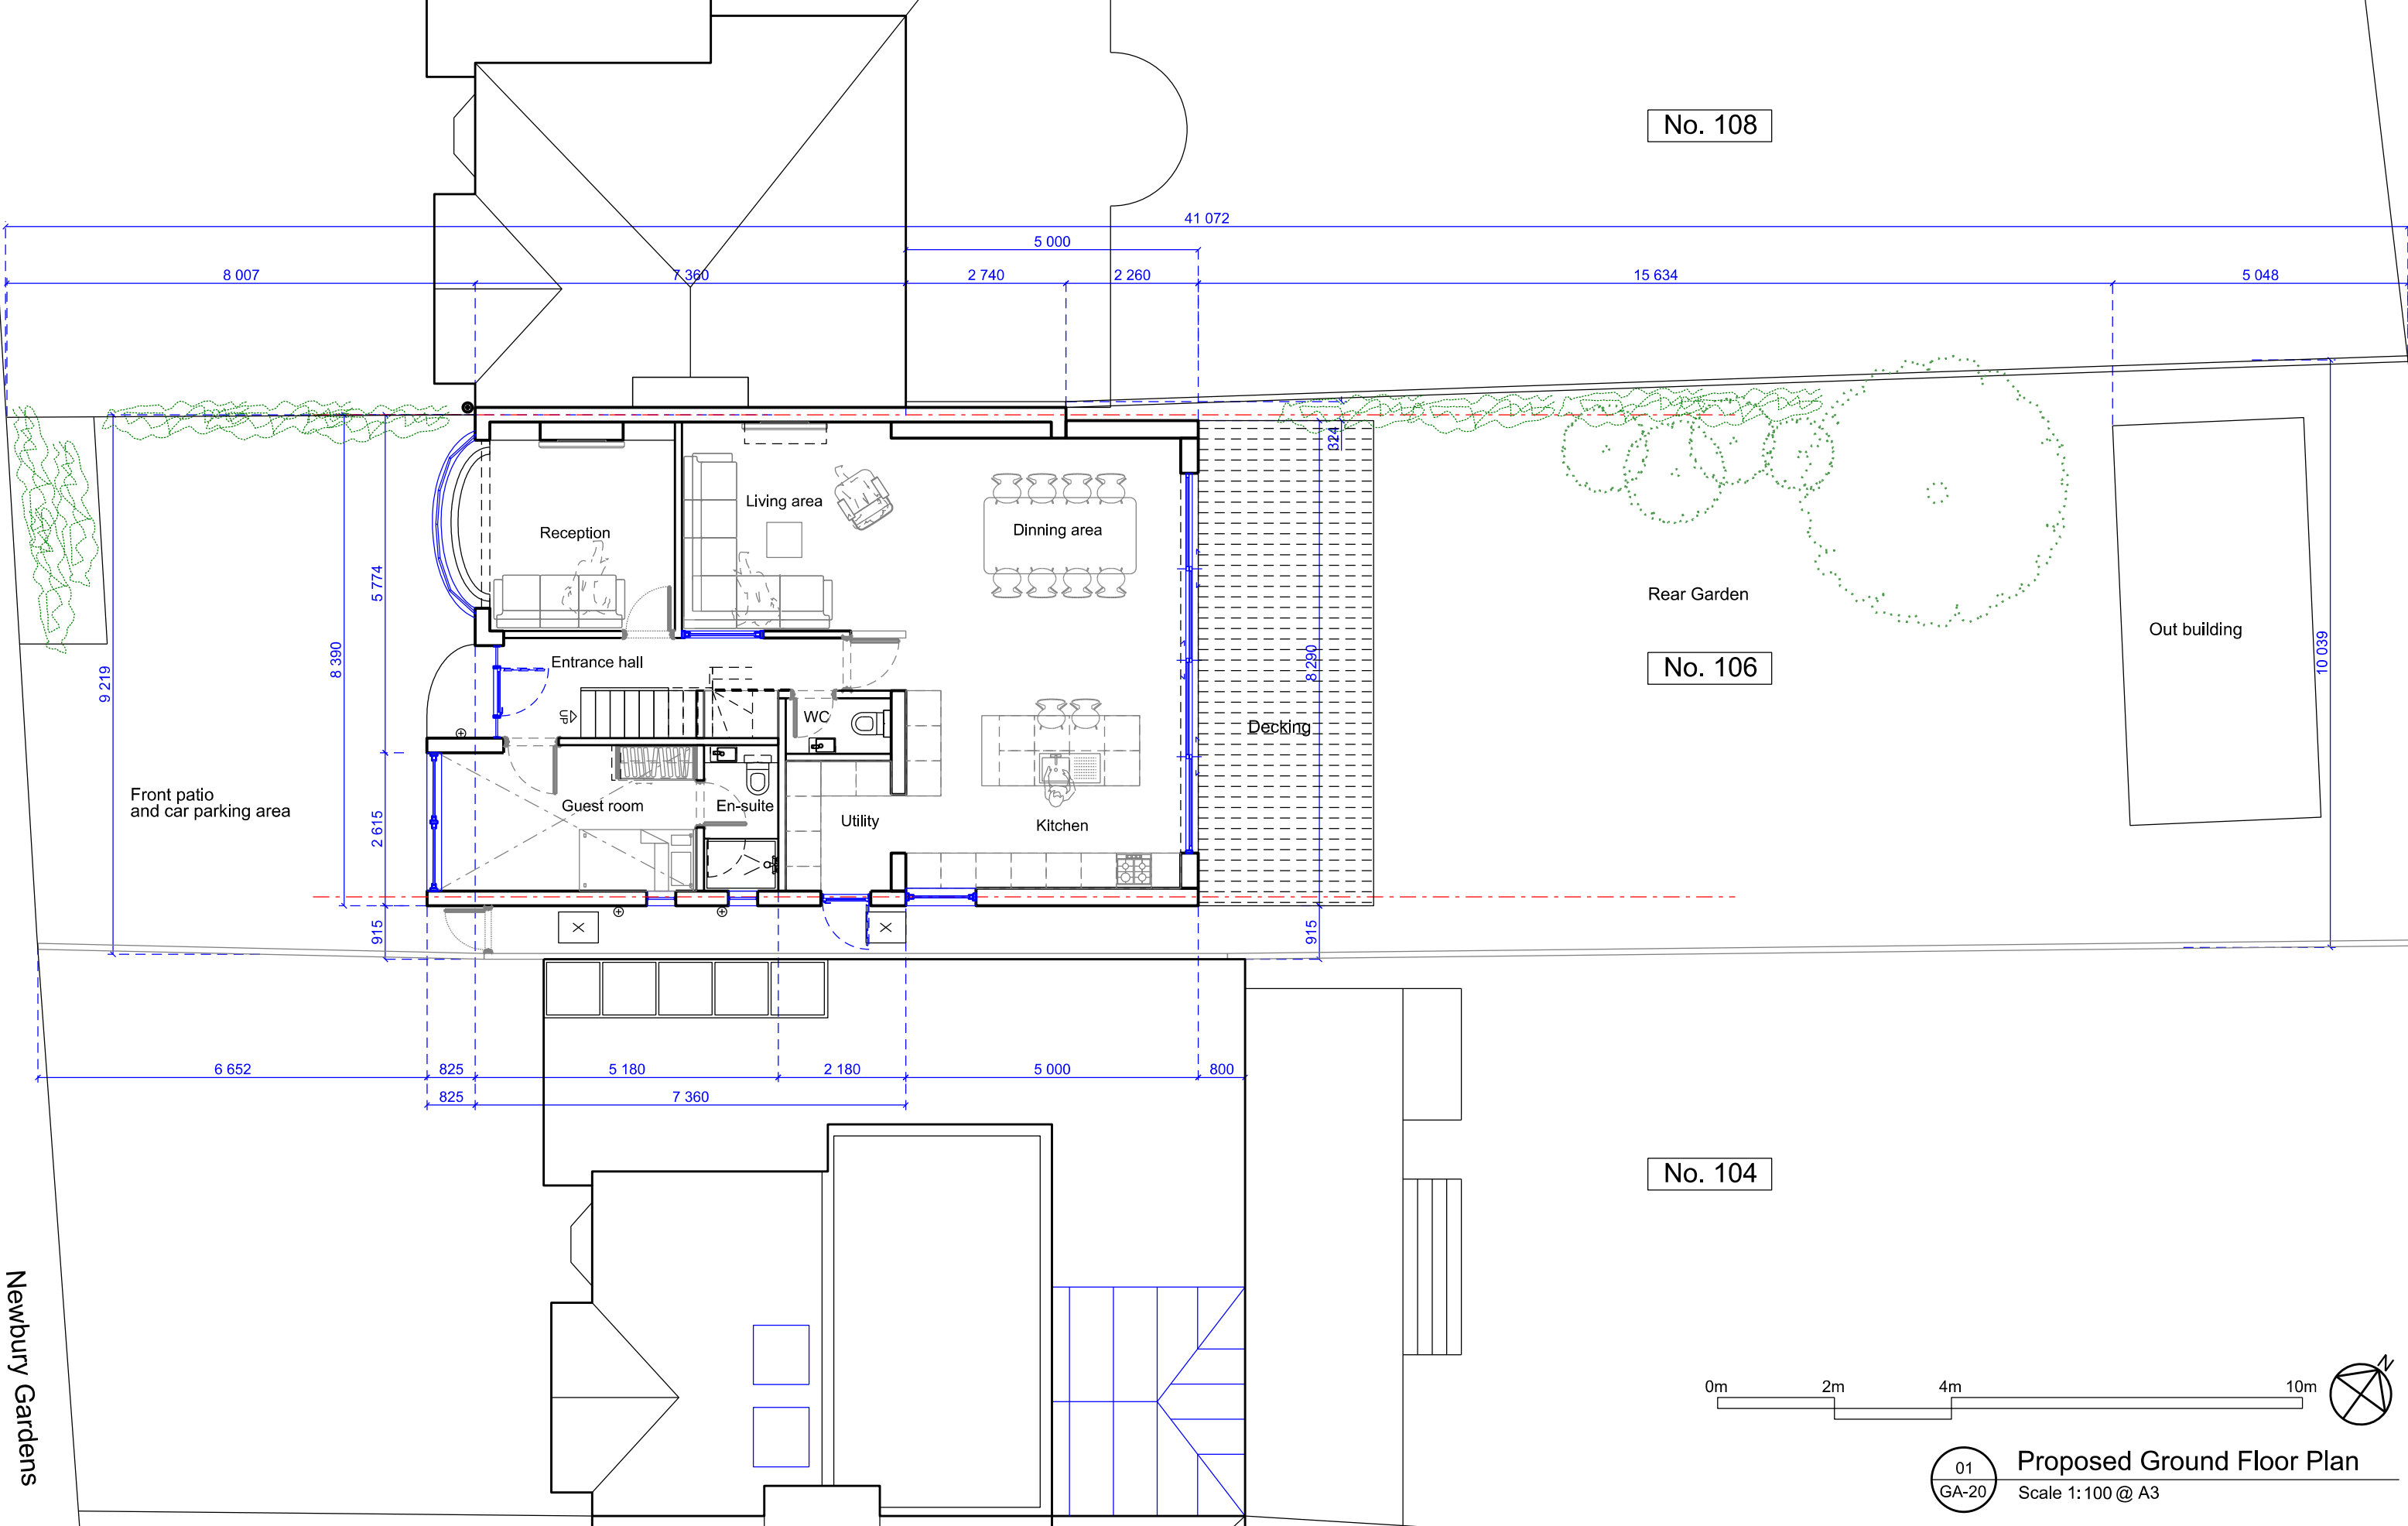 No. 108
41 072
5 000
8 007
7 360
2 740
2 260
15 634
5 048
324
Living area
Reception
Dinning area
5 774
Rear Garden
Out building
Entrance hall
8 390
9 219
8 290
10 039
No. 106
UP
WC
Decking
Front patio
and car parking area
Guest room
En-suite
Utility
Kitchen
2 615
915
915
X
X
6 652
825
5 180
2 180
5 000
800
825
7 360
No. 104
Newbury Gardens
0m
2m
4m
10m
N
01
GA-20
Proposed Ground Floor Plan
Scale 1:100 @ A3